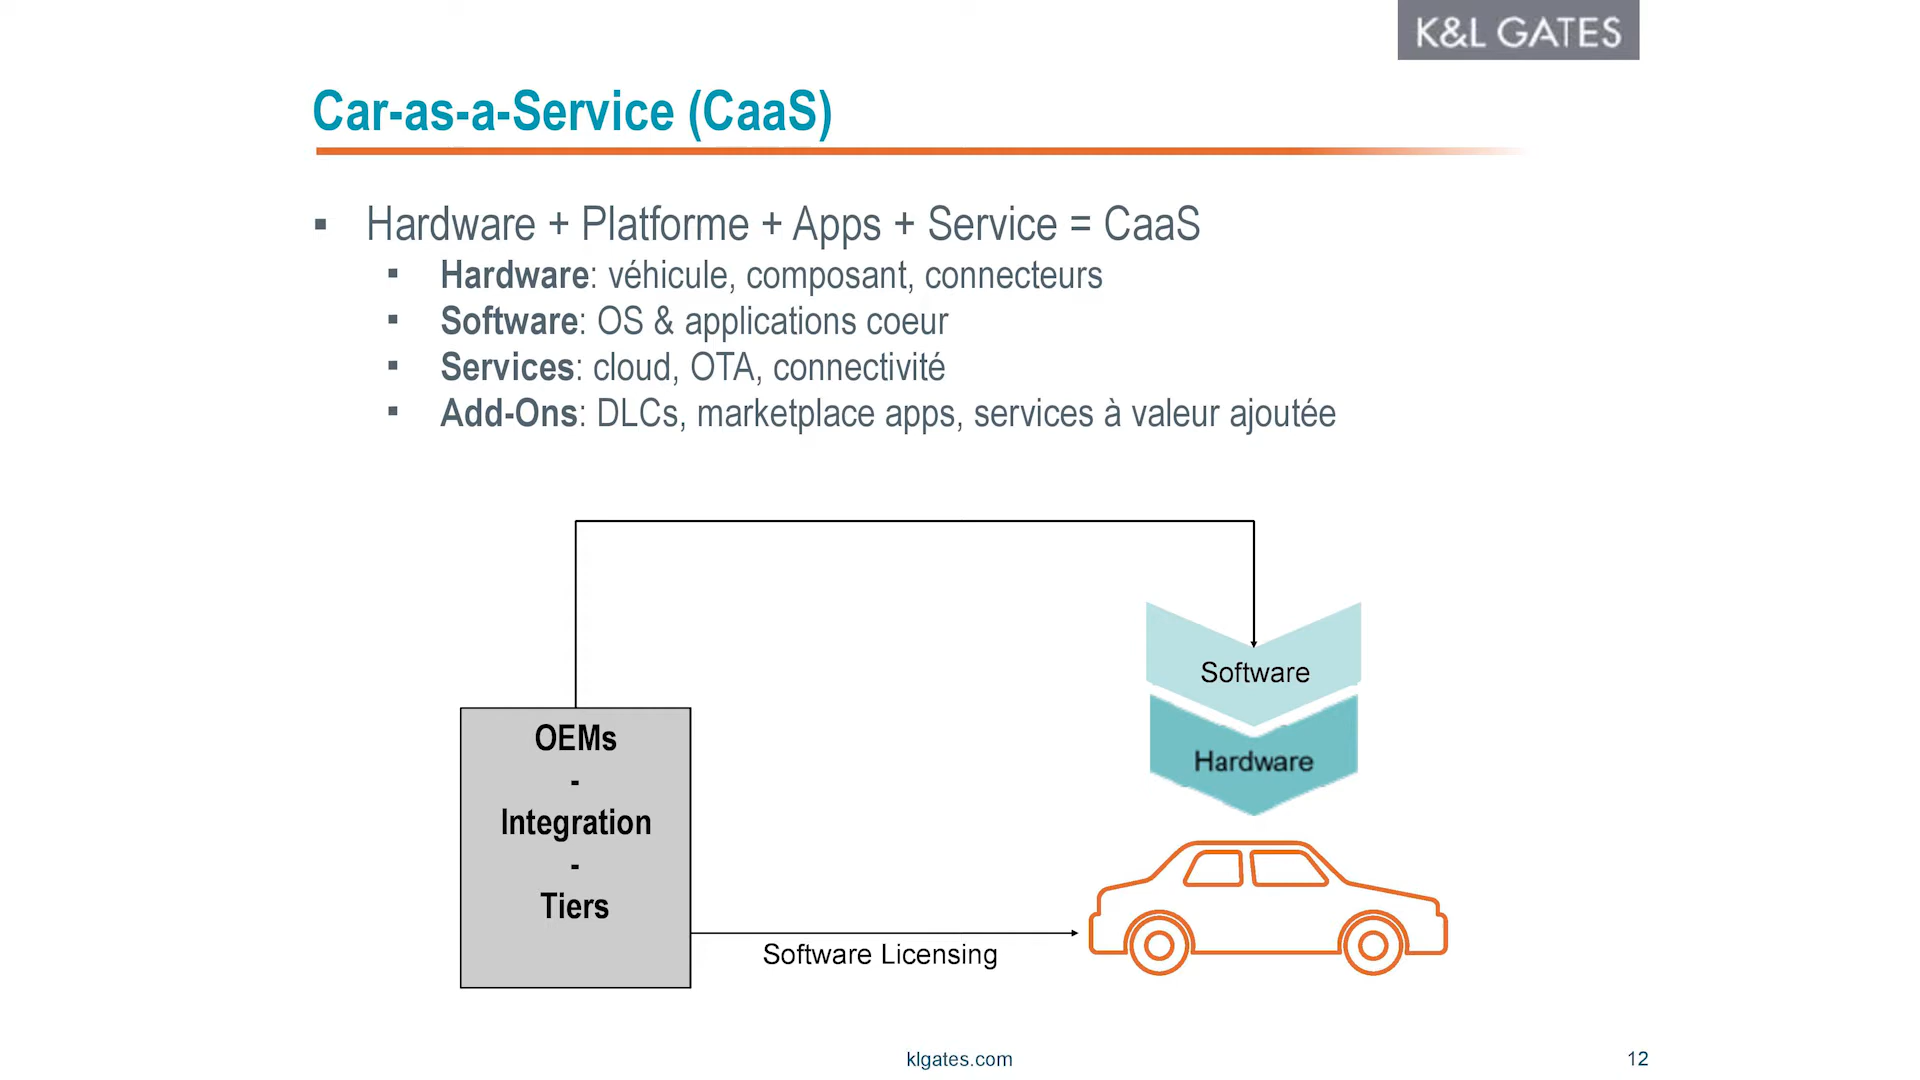 K&L GATES
Car-as-a-Service (CaaS)
▪ Hardware + Platforme + Apps + Service = CaaS
▪ Hardware: véhicule, composant, connecteurs
▪ Software: OS & applications coeur
▪ Services: cloud, OTA, connectivité
▪ Add-Ons: DLCs, marketplace apps, services à valeur ajoutée
Software
Hardware
OEMs
-
Integration
-
Tiers
Software Licensing
klgates.com
12